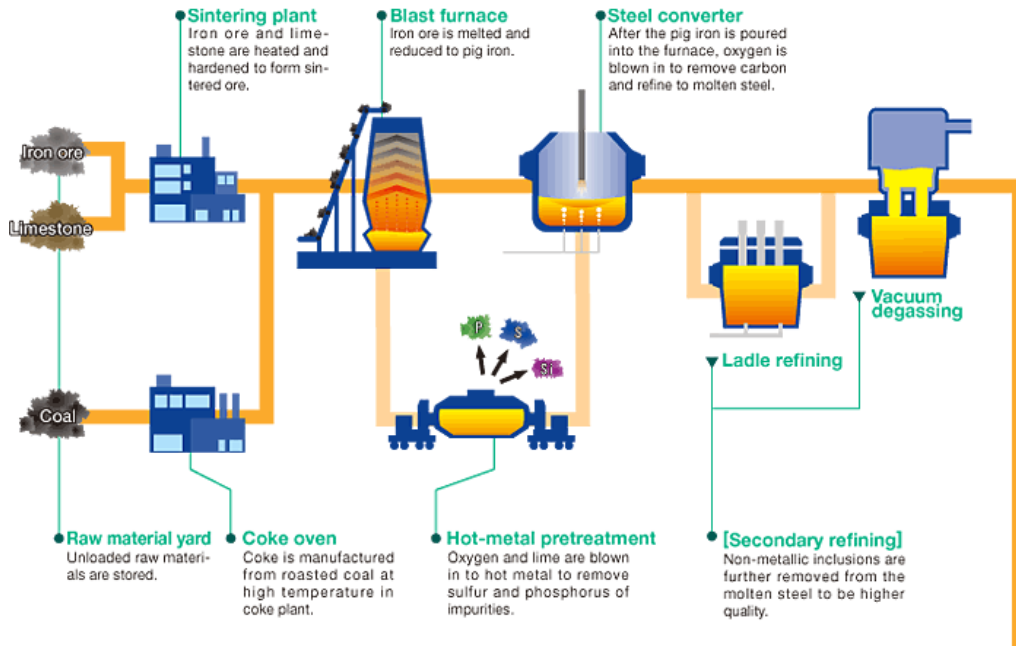 Sintering plant
Iron ore and lime-
stone are heated and
hardened to form sin-
tered ore.
Blast furnace
Iron ore is melted and
reduced to pig iron.
Steel converter
After the pig iron is poured
into the furnace, oxygen is
blown in to remove carbon
and refine to molten steel.
Iron ore
Limestone
Coal
P
S
Si
Vacuum
degassing
Ladle refining
Raw material yard
Unloaded raw materi-
als are stored.
Coke oven
Coke is manufactured
from roasted coal at
high temperature in
coke plant.
Hot-metal pretreatment
Oxygen and lime are blown
in to hot metal to remove
sulfur and phosphorus of
impurities.
[Secondary refining]
Non-metallic inclusions are
further removed from the
molten steel to be higher
quality.